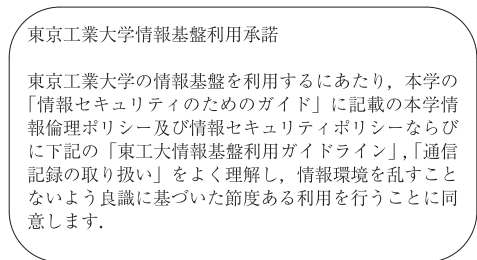 東京工業大学情報基盤利用承諾
東京工業大学の情報基盤を利用するにあたり，本学の
「情報セキュリティのためのガイド」に記載の本学情
報倫理ポリシー及び情報セキュリティポリシーならび
に下記の「東工大情報基盤利用ガイドライン」，「通信
記録の取り扱い」をよく理解し，情報環境を乱すこと
ないよう良識に基づいた節度ある利用を行うことに同
意します．